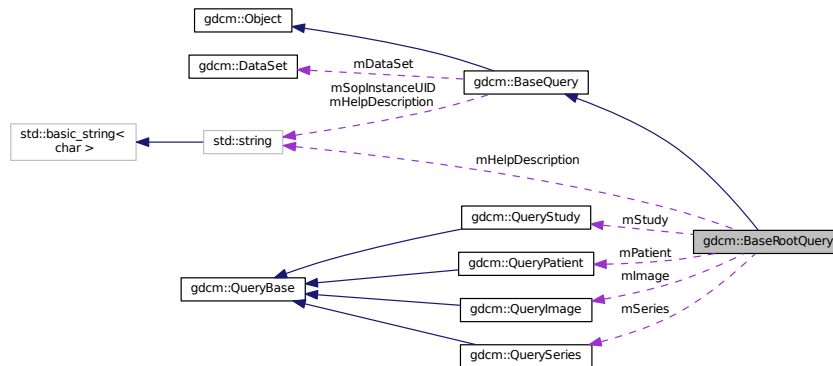 gdcm::Object
gdcm::DataSet
mDataSet
gdcm::BaseQuery
mSopInstanceUID
mHelpDescription
std::basic_string<
char >
std::string
mHelpDescription
gdcm::QueryStudy
mStudy
gdcm::BaseRootQuery
gdcm::QueryPatient
mPatient
mImage
gdcm::QueryBase
gdcm::QueryImage
mSeries
gdcm::QuerySeries